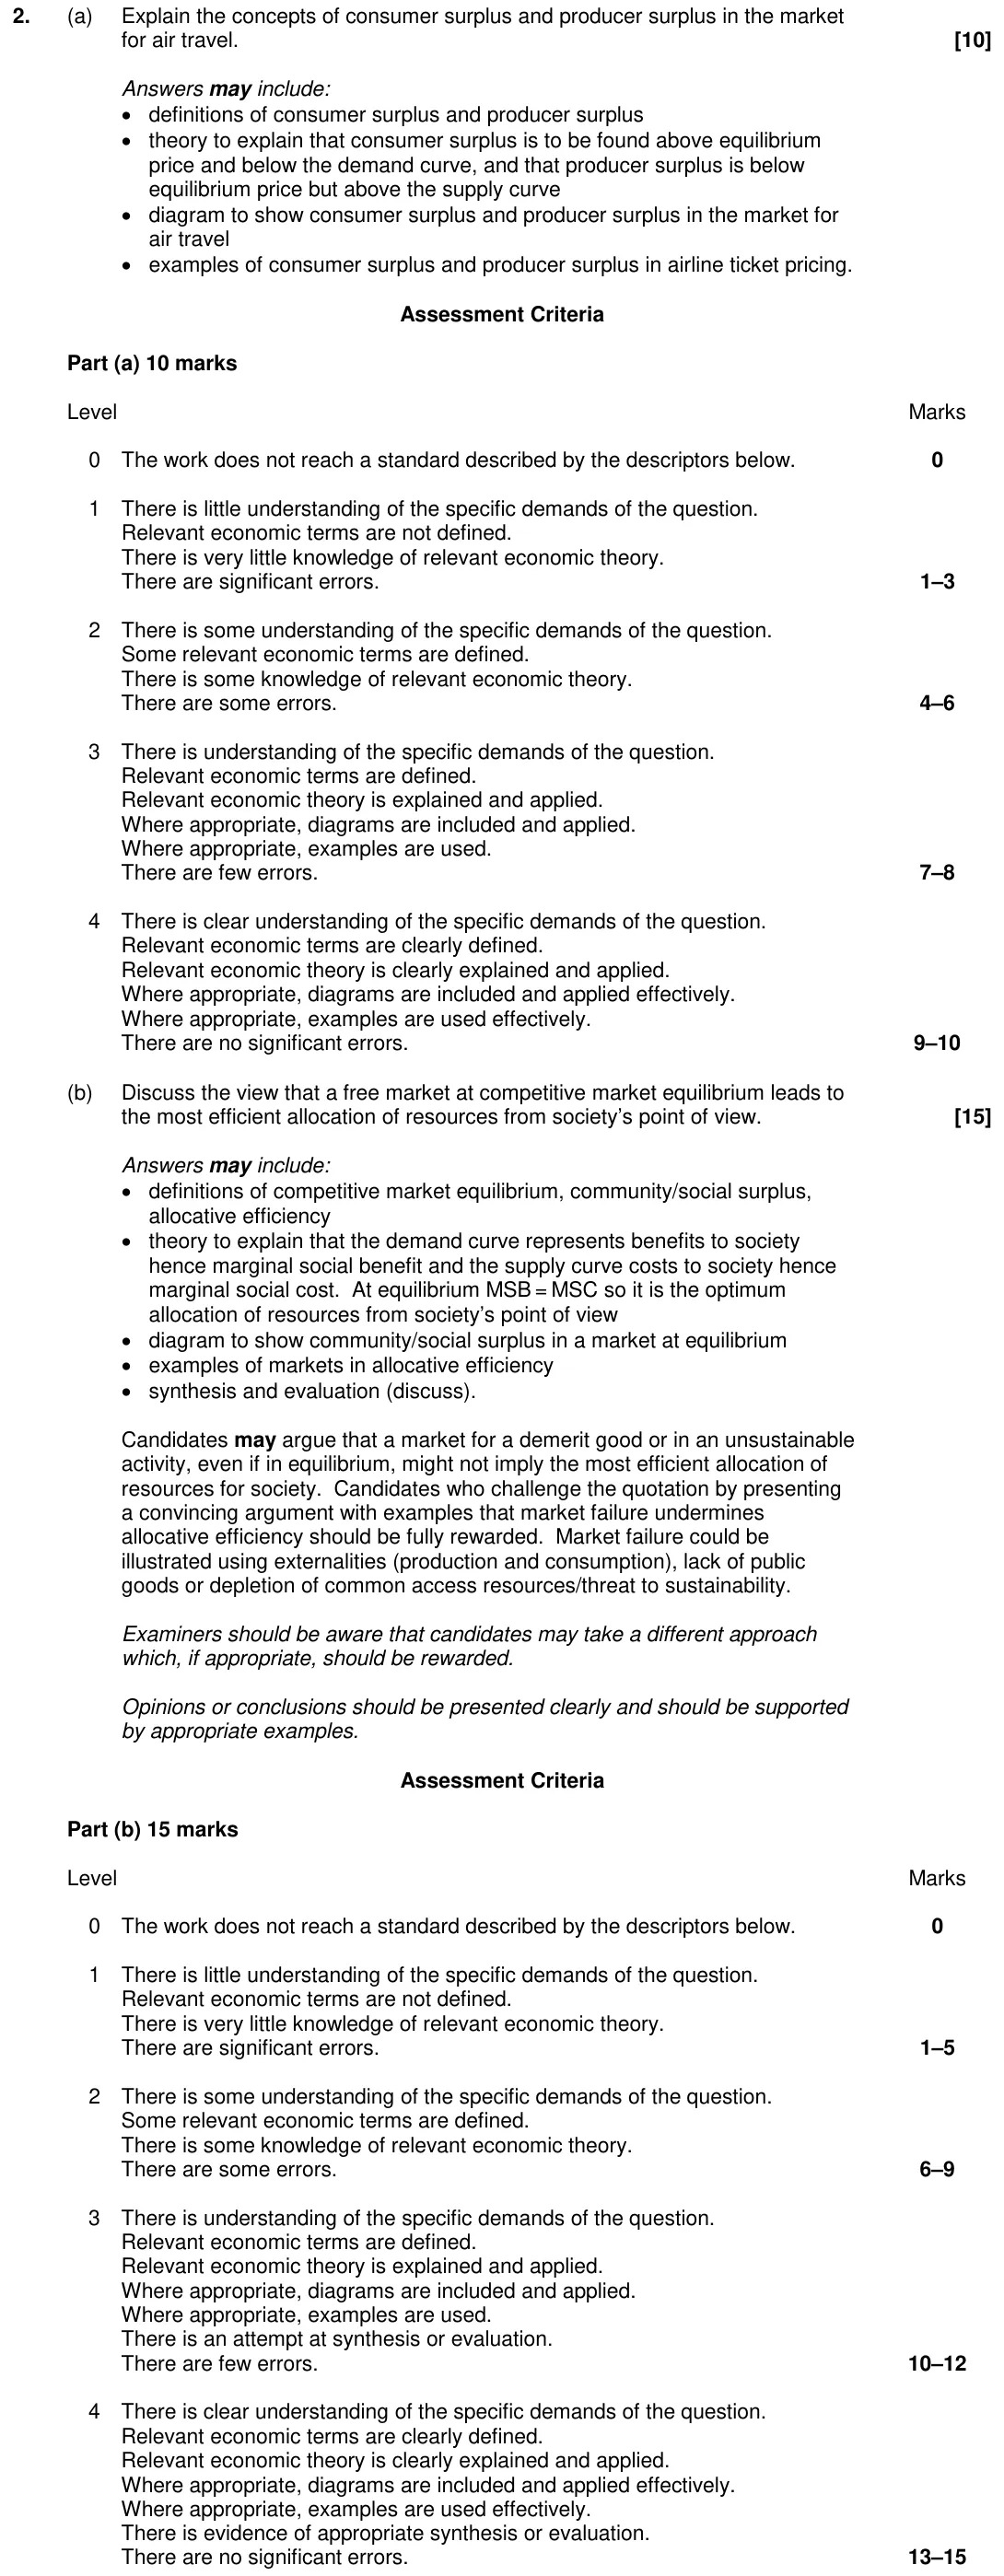 2. (a) Explain the concepts of consumer surplus and producer surplus in the market
for air travel. [10]
Answers may include:
• definitions of consumer surplus and producer surplus
• theory to explain that consumer surplus is to be found above equilibrium
price and below the demand curve, and that producer surplus is below
equilibrium price but above the supply curve
• diagram to show consumer surplus and producer surplus in the market for
air travel
• examples of consumer surplus and producer surplus in airline ticket pricing.
Assessment Criteria
Part (a) 10 marks
Level Marks
0 The work does not reach a standard described by the descriptors below. 0
1 There is little understanding of the specific demands of the question.
Relevant economic terms are not defined.
There is very little knowledge of relevant economic theory.
There are significant errors. 1–3
2 There is some understanding of the specific demands of the question.
Some relevant economic terms are defined.
There is some knowledge of relevant economic theory.
There are some errors. 4–6
3 There is understanding of the specific demands of the question.
Relevant economic terms are defined.
Relevant economic theory is explained and applied.
Where appropriate, diagrams are included and applied.
Where appropriate, examples are used.
There are few errors. 7–8
4 There is clear understanding of the specific demands of the question.
Relevant economic terms are clearly defined.
Relevant economic theory is clearly explained and applied.
Where appropriate, diagrams are included and applied effectively.
Where appropriate, examples are used effectively.
There are no significant errors. 9–10
(b) Discuss the view that a free market at competitive market equilibrium leads to
the most efficient allocation of resources from society's point of view. [15]
Answers may include:
• definitions of competitive market equilibrium, community/social surplus,
allocative efficiency
• theory to explain that the demand curve represents benefits to society
hence marginal social benefit and the supply curve costs to society hence
marginal social cost. At equilibrium MSB = MSC so it is the optimum
allocation of resources from society's point of view
• diagram to show community/social surplus in a market at equilibrium
• examples of markets in allocative efficiency
• synthesis and evaluation (discuss).
Candidates may argue that a market for a demerit good or in an unsustainable
activity, even if in equilibrium, might not imply the most efficient allocation of
resources for society. Candidates who challenge the quotation by presenting
a convincing argument with examples that market failure undermines
allocative efficiency should be fully rewarded. Market failure could be
illustrated using externalities (production and consumption), lack of public
goods or depletion of common access resources/threat to sustainability.
Examiners should be aware that candidates may take a different approach
which, if appropriate, should be rewarded.
Opinions or conclusions should be presented clearly and should be supported
by appropriate examples.
Assessment Criteria
Part (b) 15 marks
Level Marks
0 The work does not reach a standard described by the descriptors below. 0
1 There is little understanding of the specific demands of the question.
Relevant economic terms are not defined.
There is very little knowledge of relevant economic theory.
There are significant errors. 1–5
2 There is some understanding of the specific demands of the question.
Some relevant economic terms are defined.
There is some knowledge of relevant economic theory.
There are some errors. 6–9
3 There is understanding of the specific demands of the question.
Relevant economic terms are defined.
Relevant economic theory is explained and applied.
Where appropriate, diagrams are included and applied.
Where appropriate, examples are used.
There is an attempt at synthesis or evaluation.
There are few errors. 10–12
4 There is clear understanding of the specific demands of the question.
Relevant economic terms are clearly defined.
Relevant economic theory is clearly explained and applied.
Where appropriate, diagrams are included and applied effectively.
Where appropriate, examples are used effectively.
There is evidence of appropriate synthesis or evaluation.
There are no significant errors. 13–15